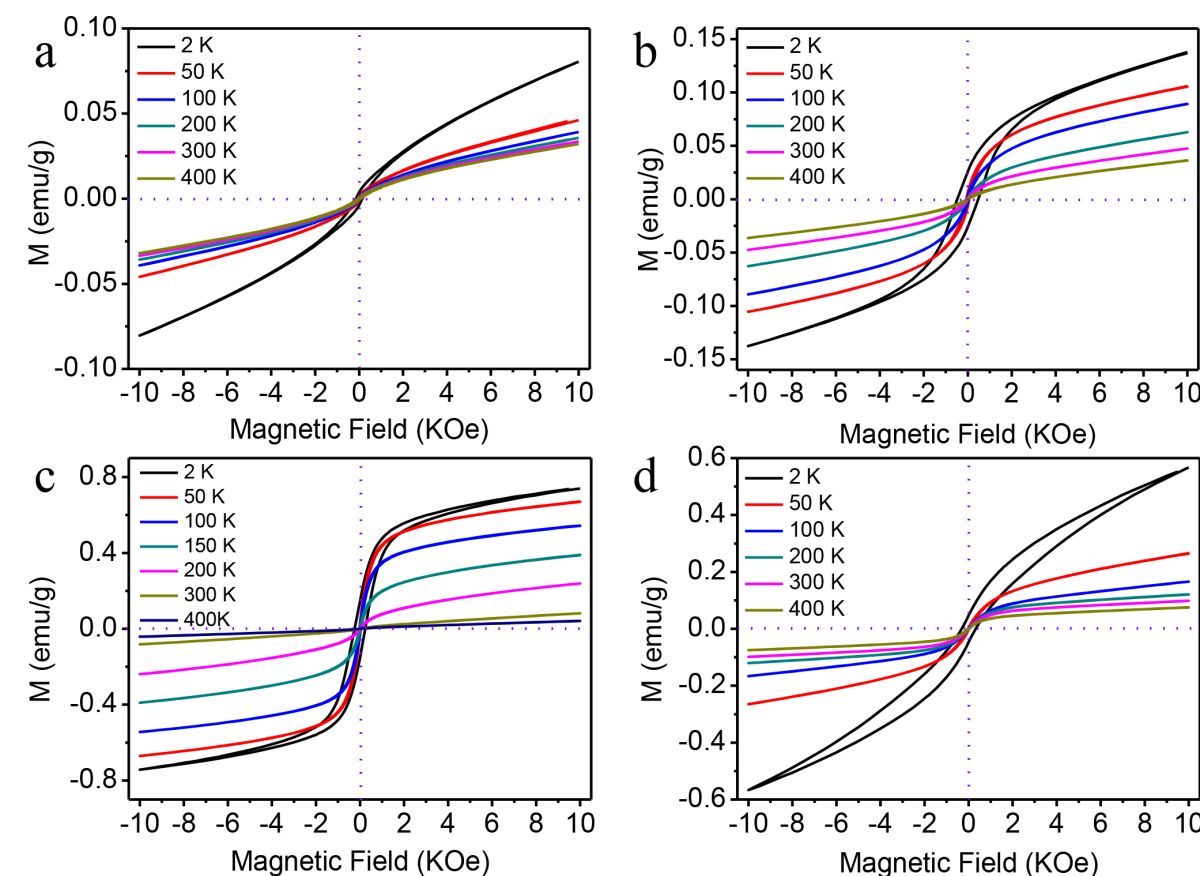 a
0.10
0.05
0.00
-0.05
-0.10
M (emu/g)
2 K
50 K
100 K
200 K
300 K
400 K
-10 -8 -6 -4 -2 0 2 4 6 8 10
Magnetic Field (KOe)
b
0.15
0.10
0.05
0.00
-0.05
-0.10
-0.15
M (emu/g)
2 K
50 K
100 K
200 K
300 K
400 K
-10 -8 -6 -4 -2 0 2 4 6 8 10
Magnetic Field (KOe)
c
0.8
0.4
0.0
-0.4
-0.8
M (emu/g)
2 K
50 K
100 K
150 K
200 K
300 K
400K
-10 -8 -6 -4 -2 0 2 4 6 8 10
Magnetic Field (KOe)
d
0.6
0.4
0.2
0.0
-0.2
-0.4
-0.6
M (emu/g)
2 K
50 K
100 K
200 K
300 K
400 K
-10 -8 -6 -4 -2 0 2 4 6 8 10
Magnetic Field (KOe)